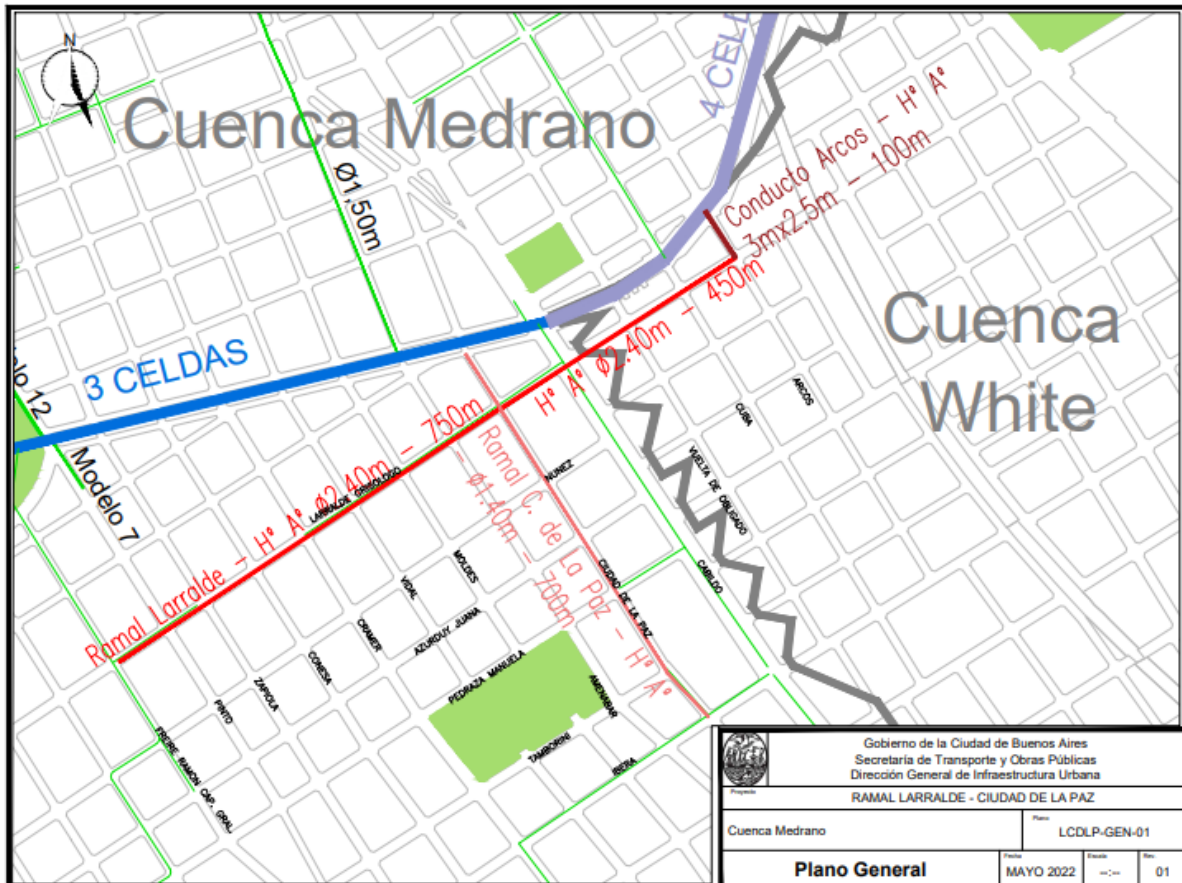 N
Cuenca Medrano
4 CEL
Conducto Arcos - H° A°
3mx2.5m - 100m
Ø1,50m
Cuenca
White
3 CELDAS
12
Modelo 7
Ramal Larralde - H° A° Ø2.40m - 750m
H° A° Ø2.40m - 450m
Ramal C. de La Paz - H° A°
- Ø1.40m - 700m
LARRALDE CRISOLOGO
NUÑEZ
ARCOS
CUBA
VUELTA DE OBLIGADO
CABILDO
CIUDAD DE LA PAZ
MOLDES
VIDAL
AZURDUY JUANA
CRAMER
CONESA
ZAPIOLA
PINTO
FREIRE RAMON CAP. GRAL.
PEDRAZA MANUELA
AMENABAR
TAMBORINI
IBERA
Gobierno de la Ciudad de Buenos Aires
Secretaría de Transporte y Obras Públicas
Dirección General de Infraestructura Urbana
Proyecto
RAMAL LARRALDE - CIUDAD DE LA PAZ
Cuenca Medrano
Plano
LCDLP-GEN-01
Plano General
Fecha
MAYO 2022
Escala
--:--
Rev.
01